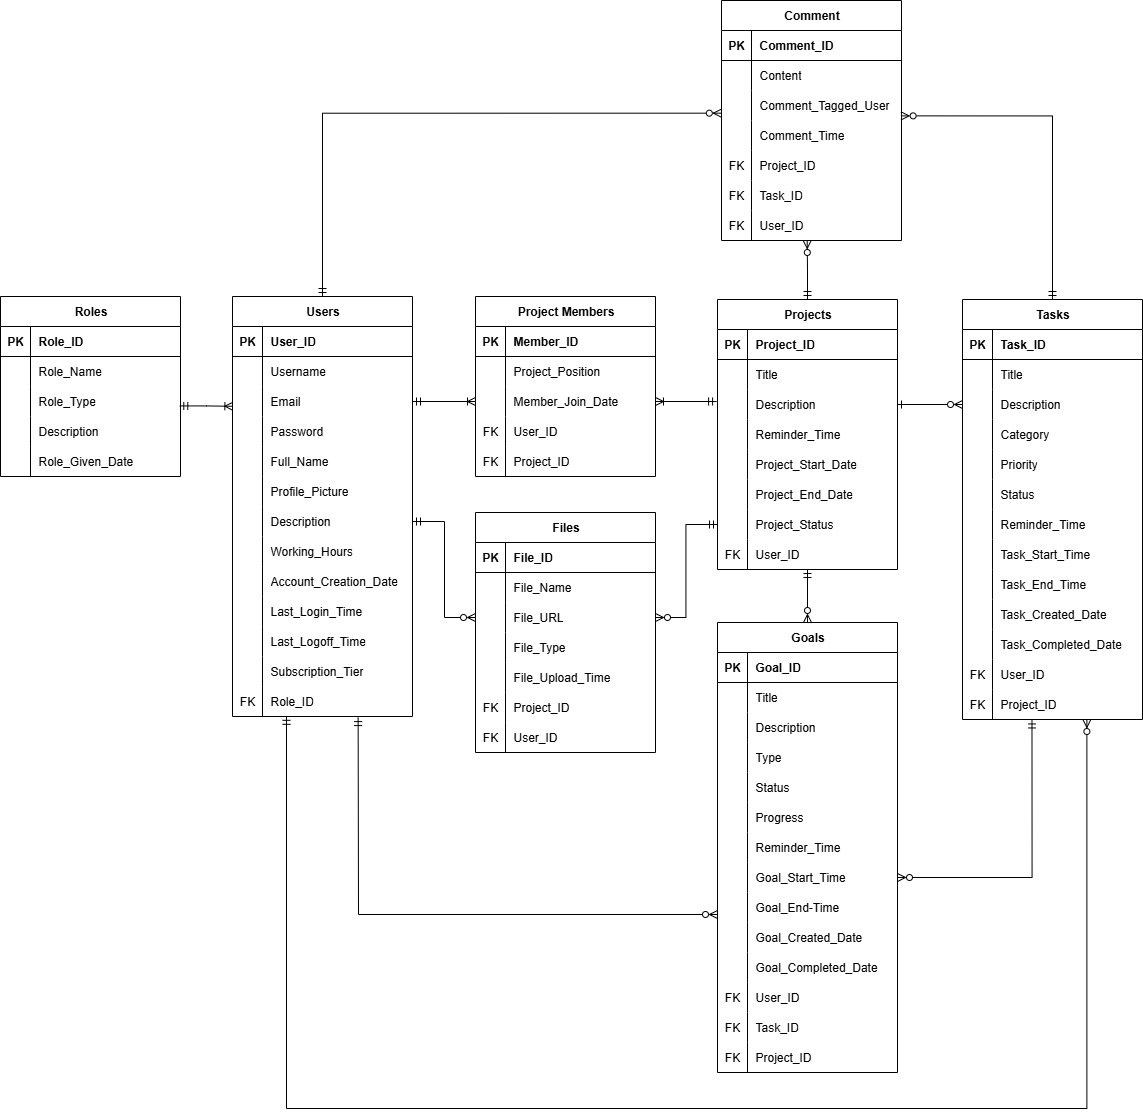 Comment
PK Comment_ID
Content
Comment_Tagged_User
Comment_Time
FK Project_ID
FK Task_ID
FK User_ID
Roles
PK Role_ID
Role_Name
Role_Type
Description
Role_Given_Date
Users
PK User_ID
Username
Email
Password
Full_Name
Profile_Picture
Description
Working_Hours
Account_Creation_Date
Last_Login_Time
Last_Logoff_Time
Subscription_Tier
FK Role_ID
Project Members
PK Member_ID
Project_Position
Member_Join_Date
FK User_ID
FK Project_ID
Files
PK File_ID
File_Name
File_URL
File_Type
File_Upload_Time
FK Project_ID
FK User_ID
Projects
PK Project_ID
Title
Description
Reminder_Time
Project_Start_Date
Project_End_Date
Project_Status
FK User_ID
Goals
PK Goal_ID
Title
Description
Type
Status
Progress
Reminder_Time
Goal_Start_Time
Goal_End-Time
Goal_Created_Date
Goal_Completed_Date
FK User_ID
FK Task_ID
FK Project_ID
Tasks
PK Task_ID
Title
Description
Category
Priority
Status
Reminder_Time
Task_Start_Time
Task_End_Time
Task_Created_Date
Task_Completed_Date
FK User_ID
FK Project_ID